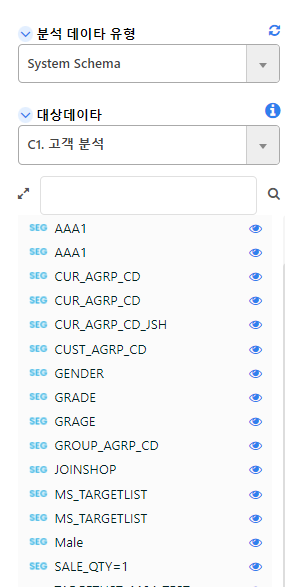 분석 데이타 유형
System Schema
대상데이타
C1. 고객 분석
SEG AAA1
SEG AAA1
SEG CUR_AGRP_CD
SEG CUR_AGRP_CD
SEG CUR_AGRP_CD_JSH
SEG CUST_AGRP_CD
SEG GENDER
SEG GRADE
SEG GRAGE
SEG GROUP_AGRP_CD
SEG JOINSHOP
SEG MS_TARGETLIST
SEG MS_TARGETLIST
SEG Male
SEG SALE_QTY=1